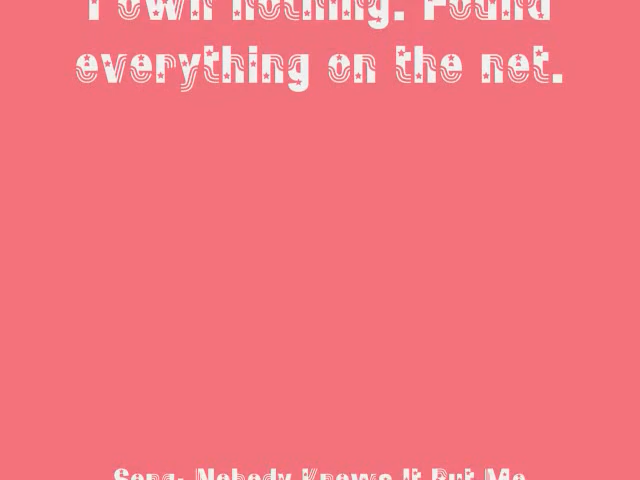 I own nothing. Found
everything on the net.
Song: Nobody Knows It But Me